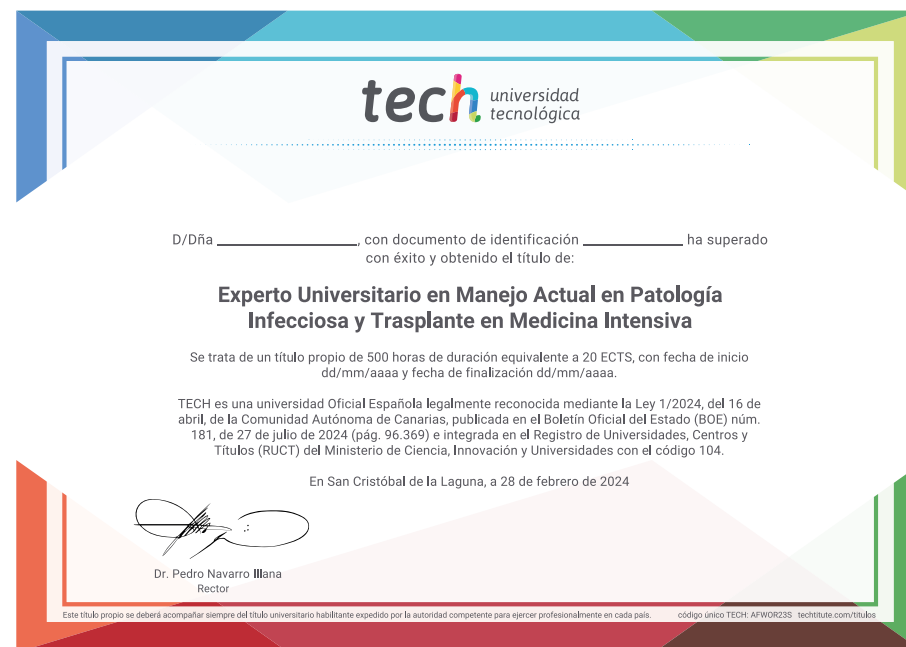 tech universidad
tecnológica
D/Dña ________________, con documento de identificación ____________ ha superado
con éxito y obtenido el título de:
Experto Universitario en Manejo Actual en Patología
Infecciosa y Trasplante en Medicina Intensiva
Se trata de un título propio de 500 horas de duración equivalente a 20 ECTS, con fecha de inicio
dd/mm/aaaa y fecha de finalización dd/mm/aaaa.
TECH es una universidad Oficial Española legalmente reconocida mediante la Ley 1/2024, del 16 de
abril, de la Comunidad Autónoma de Canarias, publicada en el Boletín Oficial del Estado (BOE) núm.
181, de 27 de julio de 2024 (pág. 96.369) e integrada en el Registro de Universidades, Centros y
Títulos (RUCT) del Ministerio de Ciencia, Innovación y Universidades con el código 104.
En San Cristóbal de la Laguna, a 28 de febrero de 2024
Dr. Pedro Navarro Illana
Rector
Este título propio se deberá acompañar siempre del título universitario habilitante expedido por la autoridad competente para ejercer profesionalmente en cada país. código único TECH: AFWOR23S techtitute.com/titulos